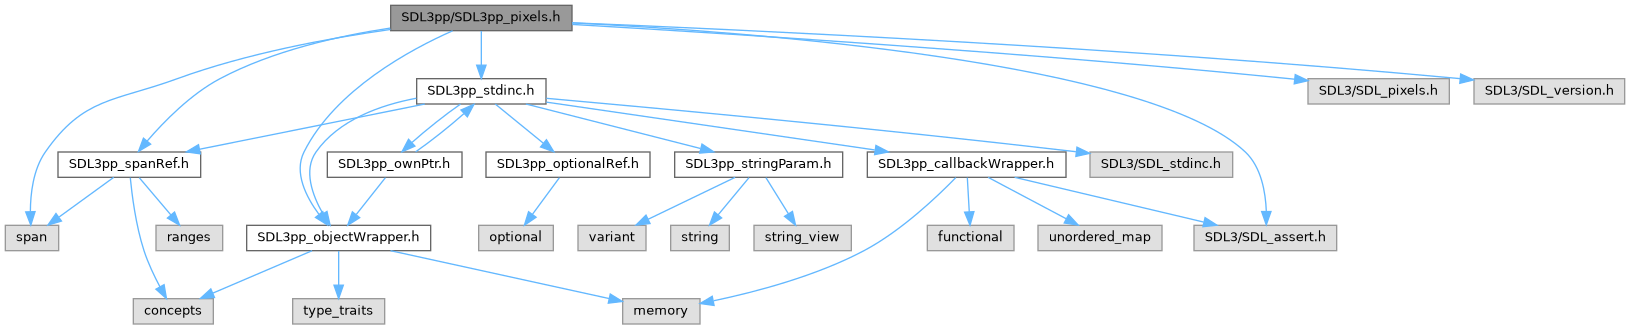 SDL3pp/SDL3pp_pixels.h
SDL3pp_stdinc.h
SDL3/SDL_pixels.h
SDL3/SDL_version.h
SDL3pp_spanRef.h
SDL3pp_ownPtr.h
SDL3pp_optionalRef.h
SDL3pp_stringParam.h
SDL3pp_callbackWrapper.h
SDL3/SDL_stdinc.h
span
ranges
SDL3pp_objectWrapper.h
optional
variant
string
string_view
functional
unordered_map
SDL3/SDL_assert.h
concepts
type_traits
memory